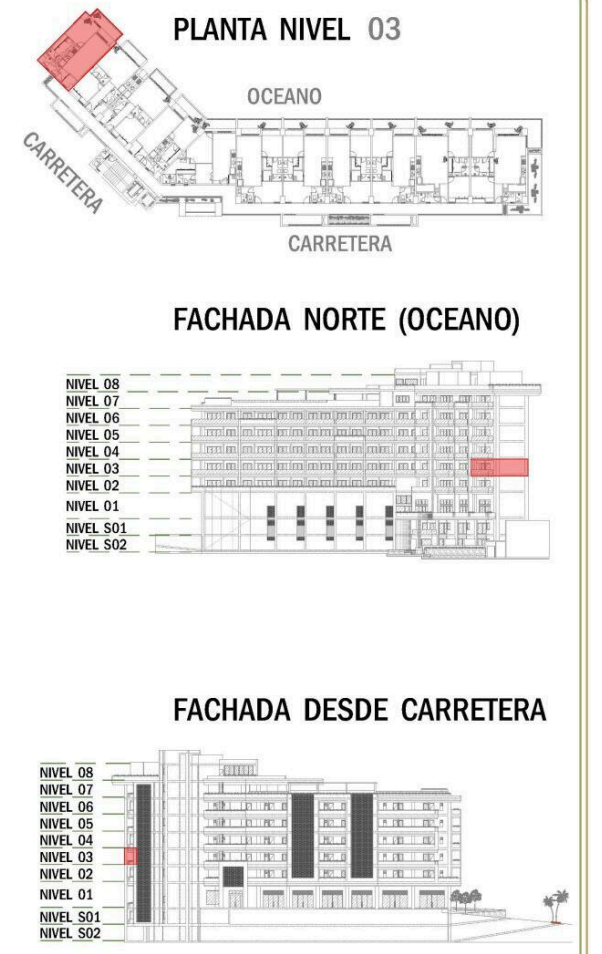 PLANTA NIVEL 03
OCEANO
CARRETERA
CARRETERA
FACHADA NORTE (OCEANO)
NIVEL 08
NIVEL 07
NIVEL 06
NIVEL 05
NIVEL 04
NIVEL 03
NIVEL 02
NIVEL 01
NIVEL S01
NIVEL S02
FACHADA DESDE CARRETERA
NIVEL 08
NIVEL 07
NIVEL 06
NIVEL 05
NIVEL 04
NIVEL 03
NIVEL 02
NIVEL 01
NIVEL S01
NIVEL S02